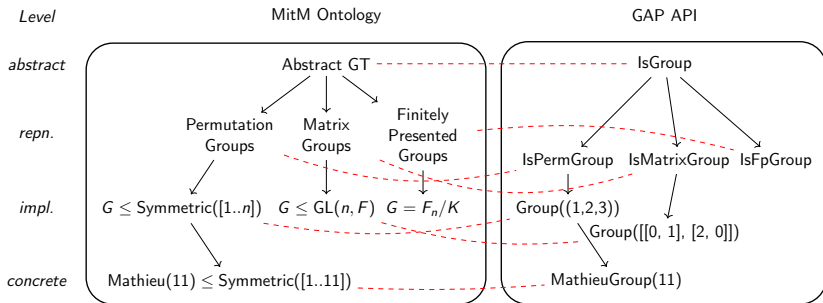 Level MitM Ontology GAP API
abstract Abstract GT IsGroup
Finitely
repn. Permutation Matrix Presented
Groups Groups Groups
IsPermGroup IsMatrixGroup IsFpGroup
impl. G ≤ Symmetric([1..n]) G ≤ GL(n, F) G = Fₙ/K Group((1,2,3))
Group([[0, 1], [2, 0]])
concrete Mathieu(11) ≤ Symmetric([1..11]) MathieuGroup(11)